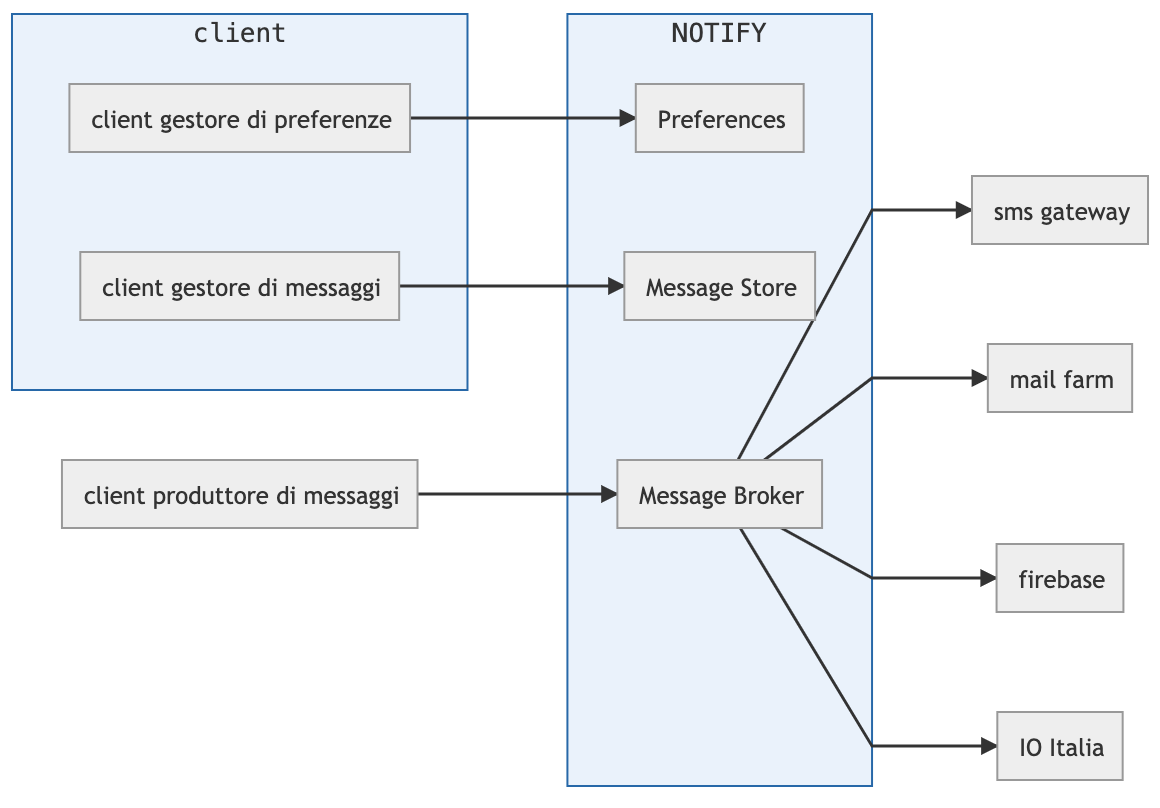 client
client gestore di preferenze
client gestore di messaggi
client produttore di messaggi
NOTIFY
Preferences
Message Store
Message Broker
sms gateway
mail farm
firebase
IO Italia